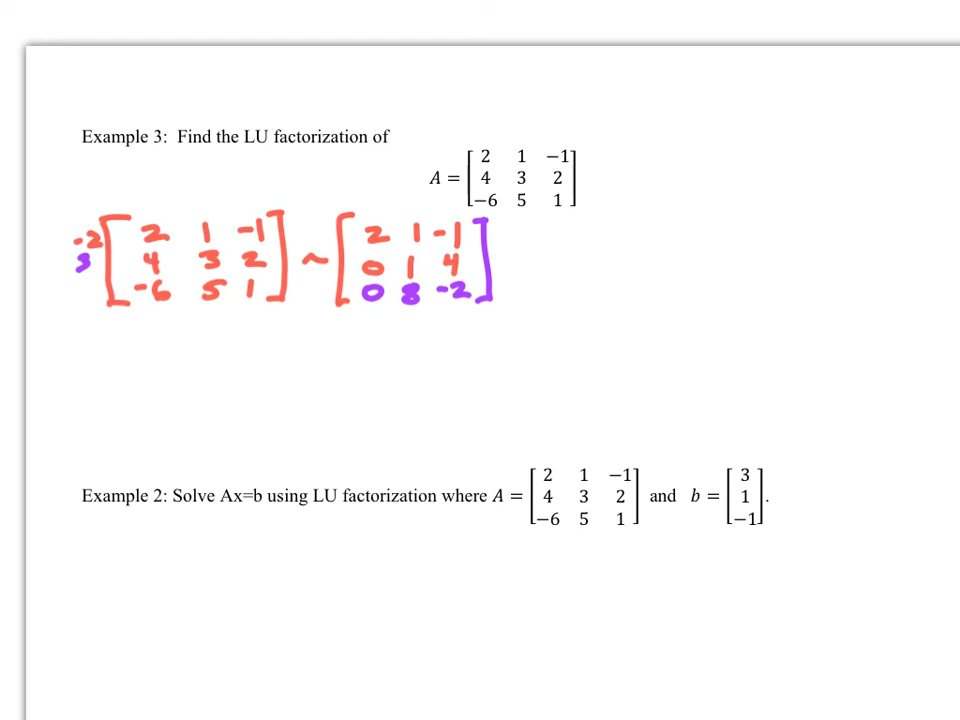 Example 3:  Find the LU factorization of
A = [ 2 1 −1 ]
[ 4 3 2 ]
[ −6 5 1 ]
-2 [ 2 1 -1 ] ~ [ 2 1 -1 ]
3 [ 4 3 2 ] [ 0 1 4 ]
[ -6 5 1 ] [ 0 8 -2 ]
Example 2: Solve Ax=b using LU factorization where A = [ 2 1 −1 ; 4 3 2 ; −6 5 1 ] and b = [ 3 ; 1 ; −1 ].